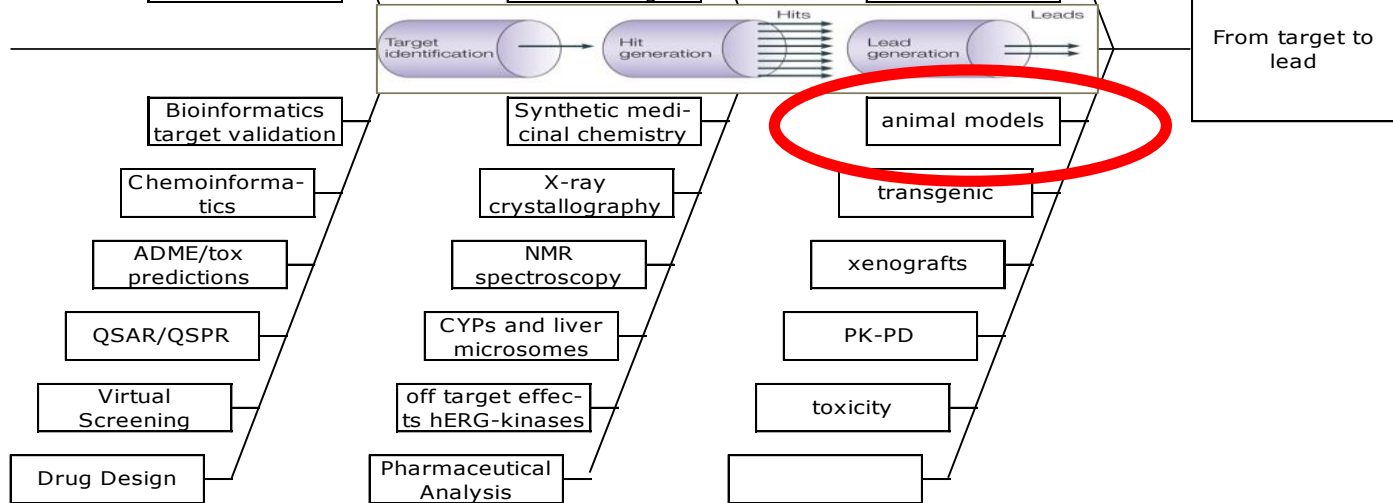 Hits
Leads
Target
identification
Hit
generation
Lead
generation
From target to
lead
Bioinformatics
target validation
Synthetic medi-
cinal chemistry
animal models
Chemoinforma-
tics
X-ray
crystallography
transgenic
ADME/tox
predictions
NMR
spectroscopy
xenografts
QSAR/QSPR
CYPs and liver
microsomes
PK-PD
Virtual
Screening
off target effec-
ts hERG-kinases
toxicity
Drug Design
Pharmaceutical
Analysis